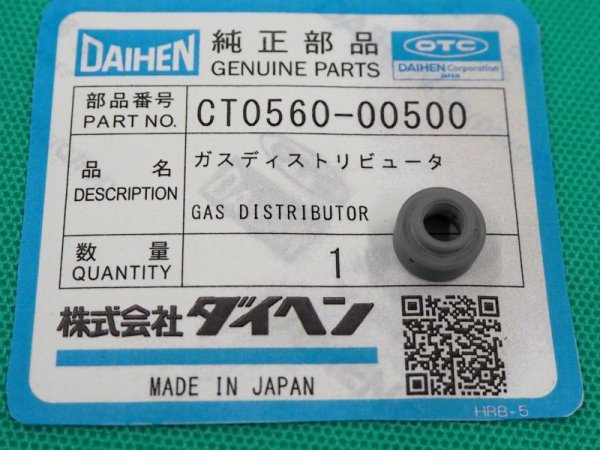 DAIHEN 純正部品 OTC
GENUINE PARTS DAIHEN Corporation
JAPAN
部品番号 CT0560-00500
PART NO.
品名 ガスディストリビュータ
DESCRIPTION GAS DISTRIBUTOR
数量 1
QUANTITY
株式会社 ダイヘン
MADE IN JAPAN
HRB-5